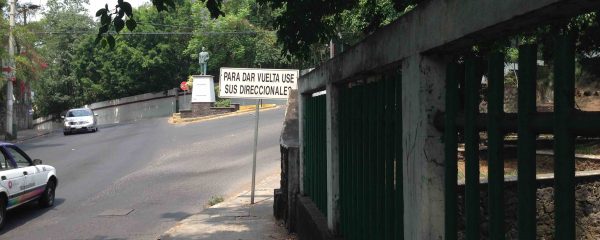 PARA DAR VUELTA USE
SUS DIRECCIONALES